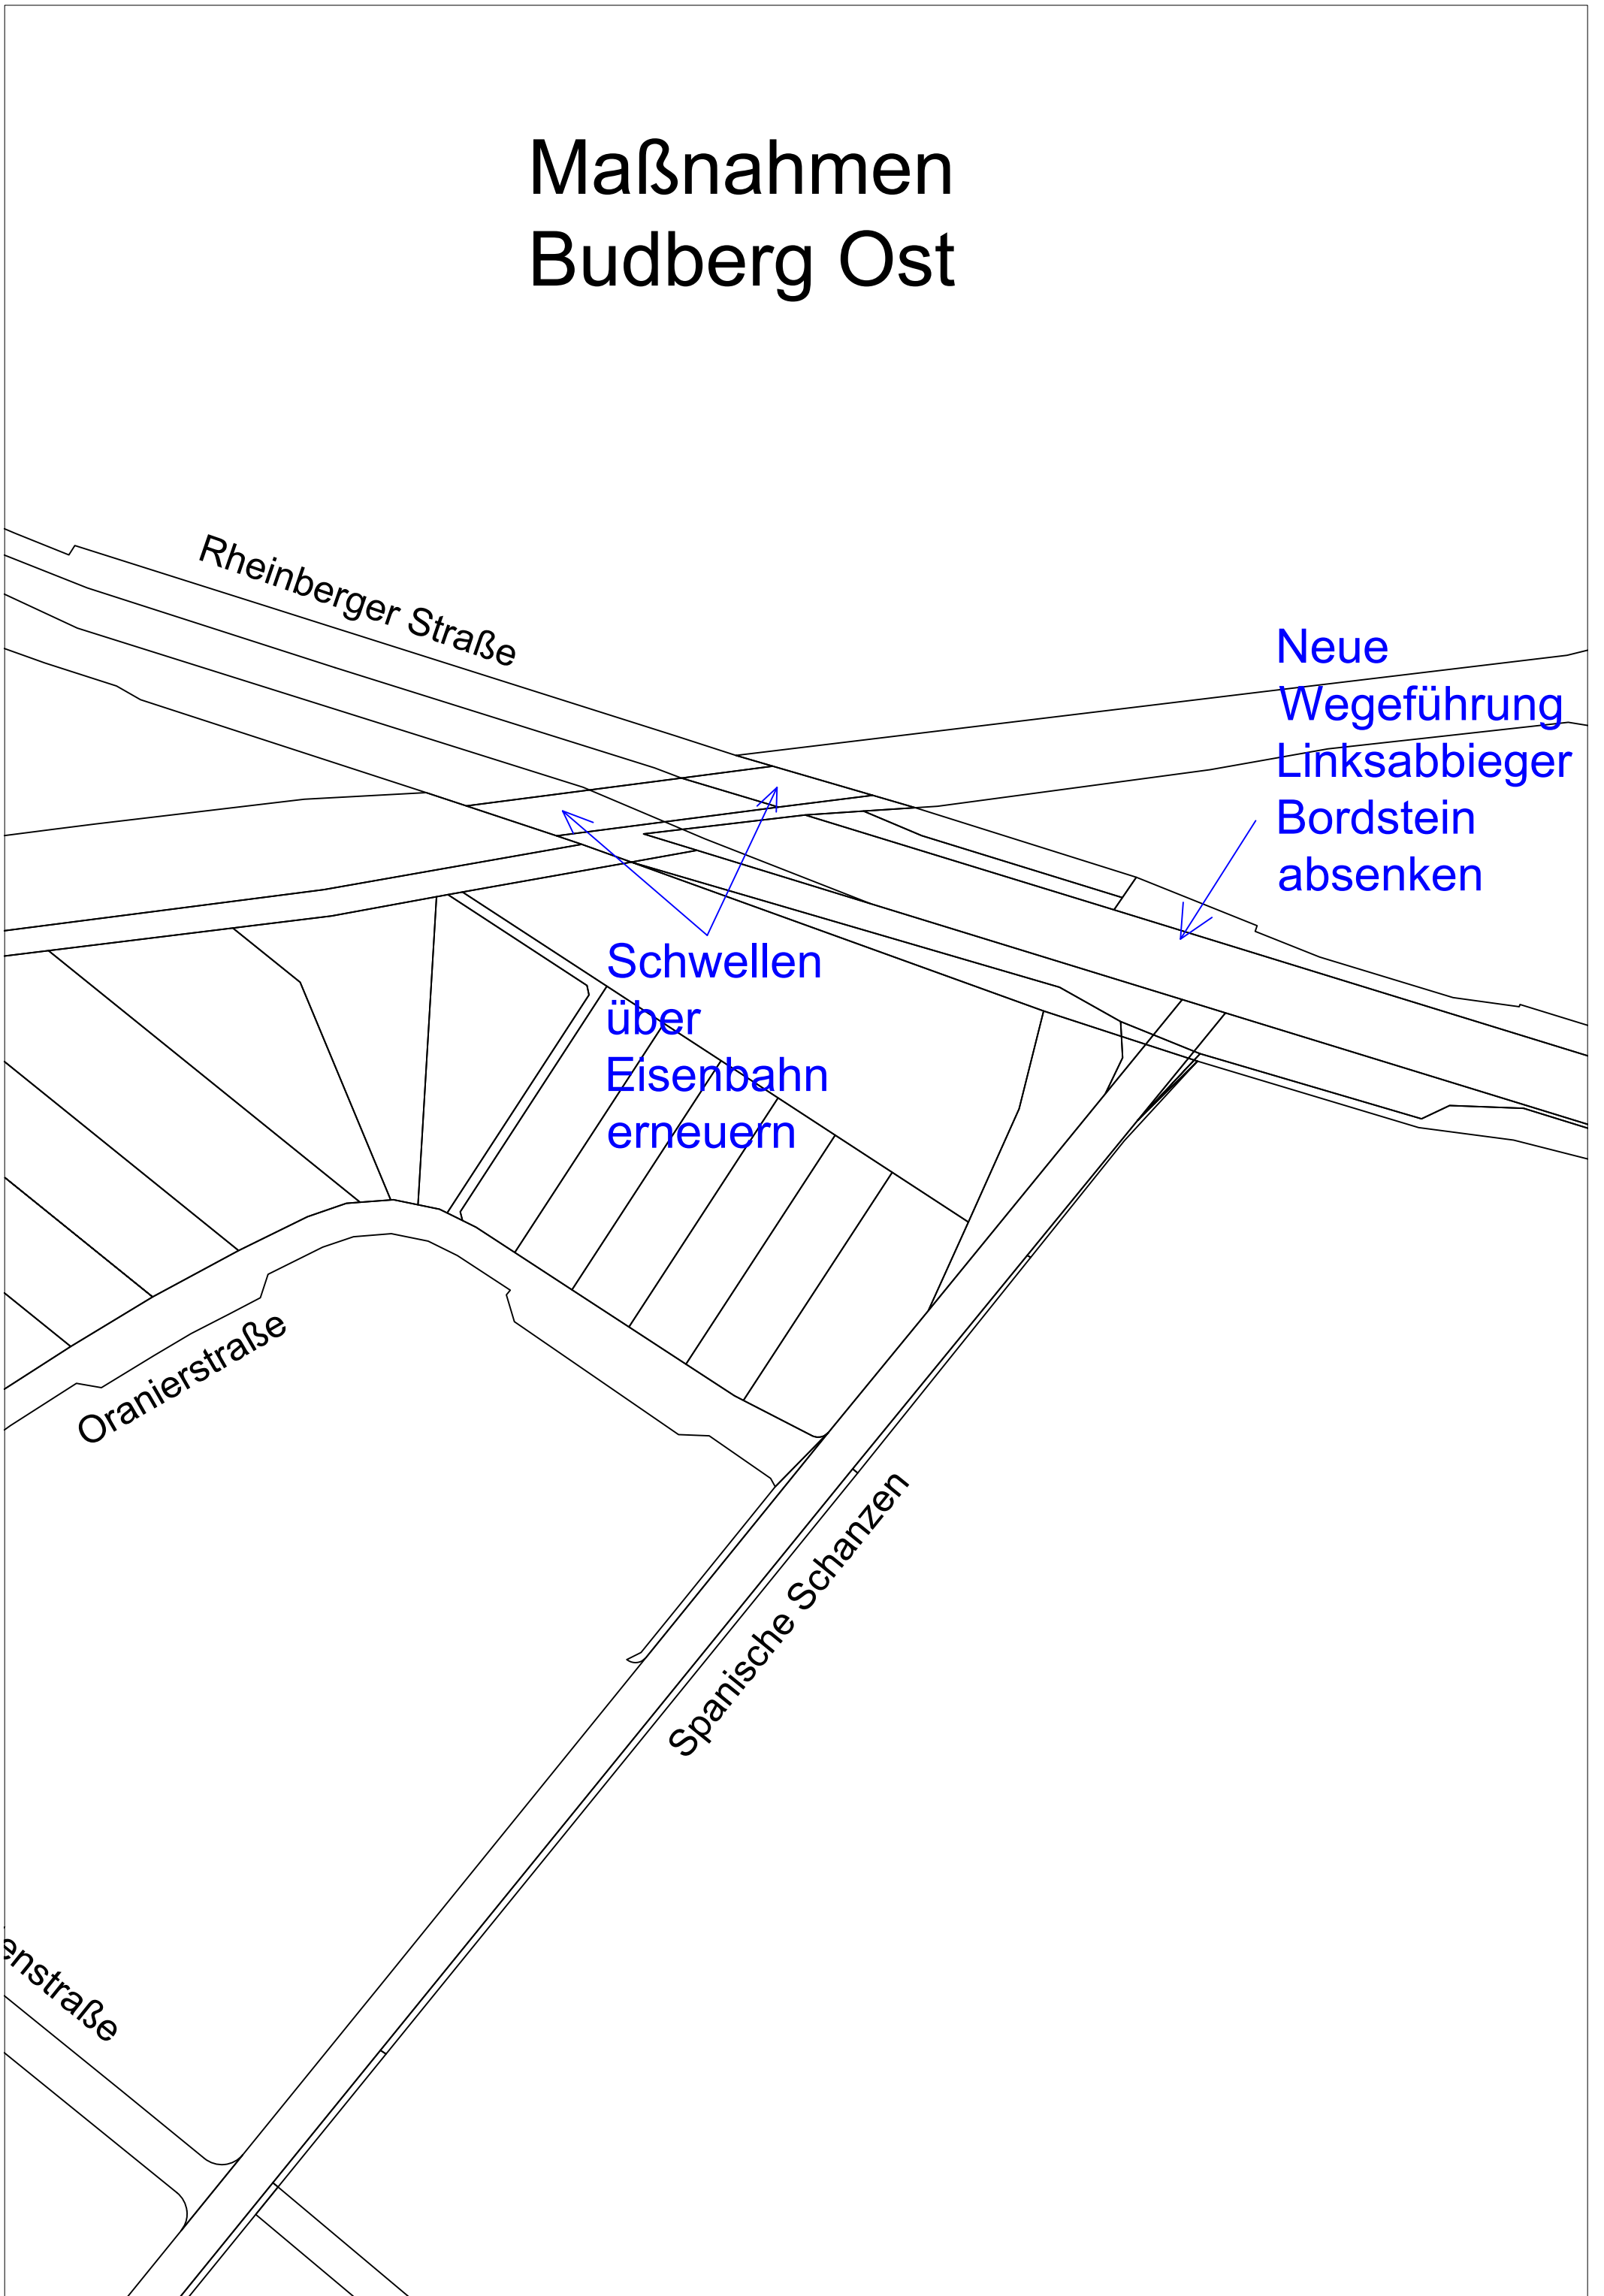 Maßnahmen
Budberg Ost
Rheinberger Straße
Neue
Wegeführung
Linksabbieger
Bordstein
absenken
Schwellen
über
Eisenbahn
erneuern
Oranierstraße
Spanische Schanzen
enstraße